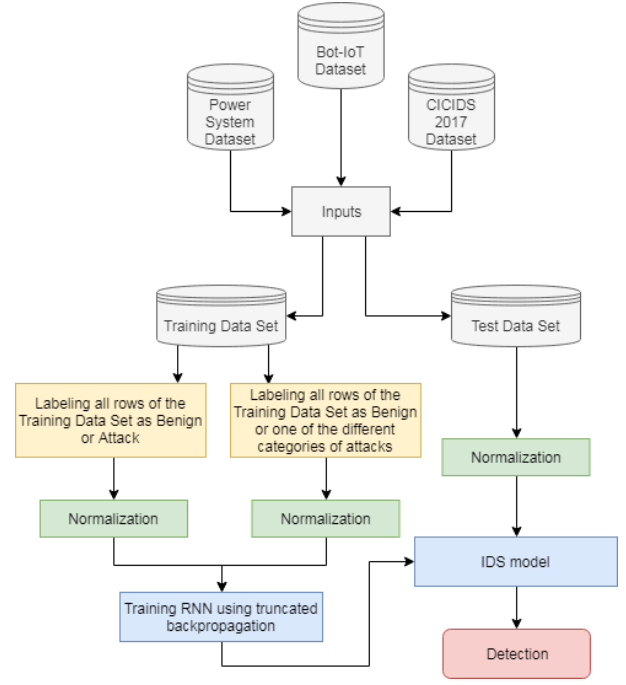 Bot-IoT
Dataset
Power
System
Dataset
CICIDS
2017
Dataset
Inputs
Training Data Set
Test Data Set
Labeling all rows of the
Training Data Set as Benign
or Attack
Labeling all rows of the
Training Data Set as Benign
or one of the different
categories of attacks
Normalization
Normalization
Normalization
IDS model
Training RNN using truncated
backpropagation
Detection